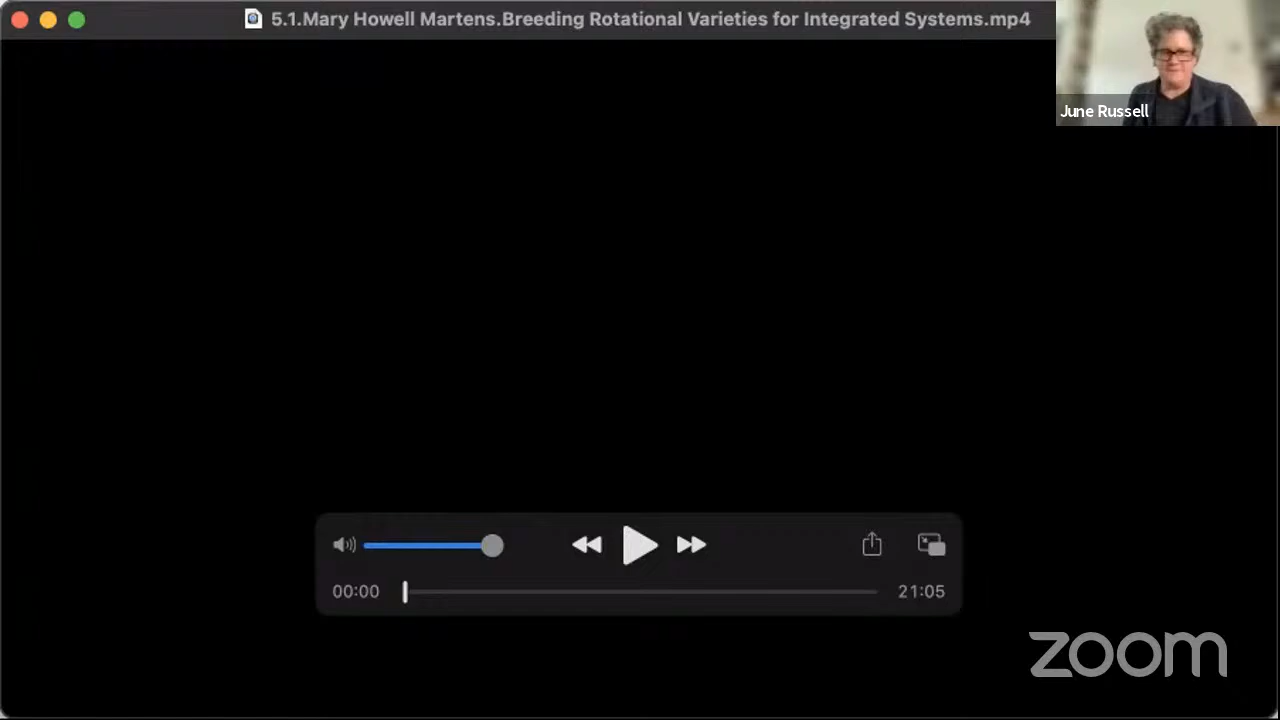 5.1.Mary Howell Martens.Breeding Rotational Varieties for Integrated Systems.mp4
June Russell
00:00
21:05
zoom